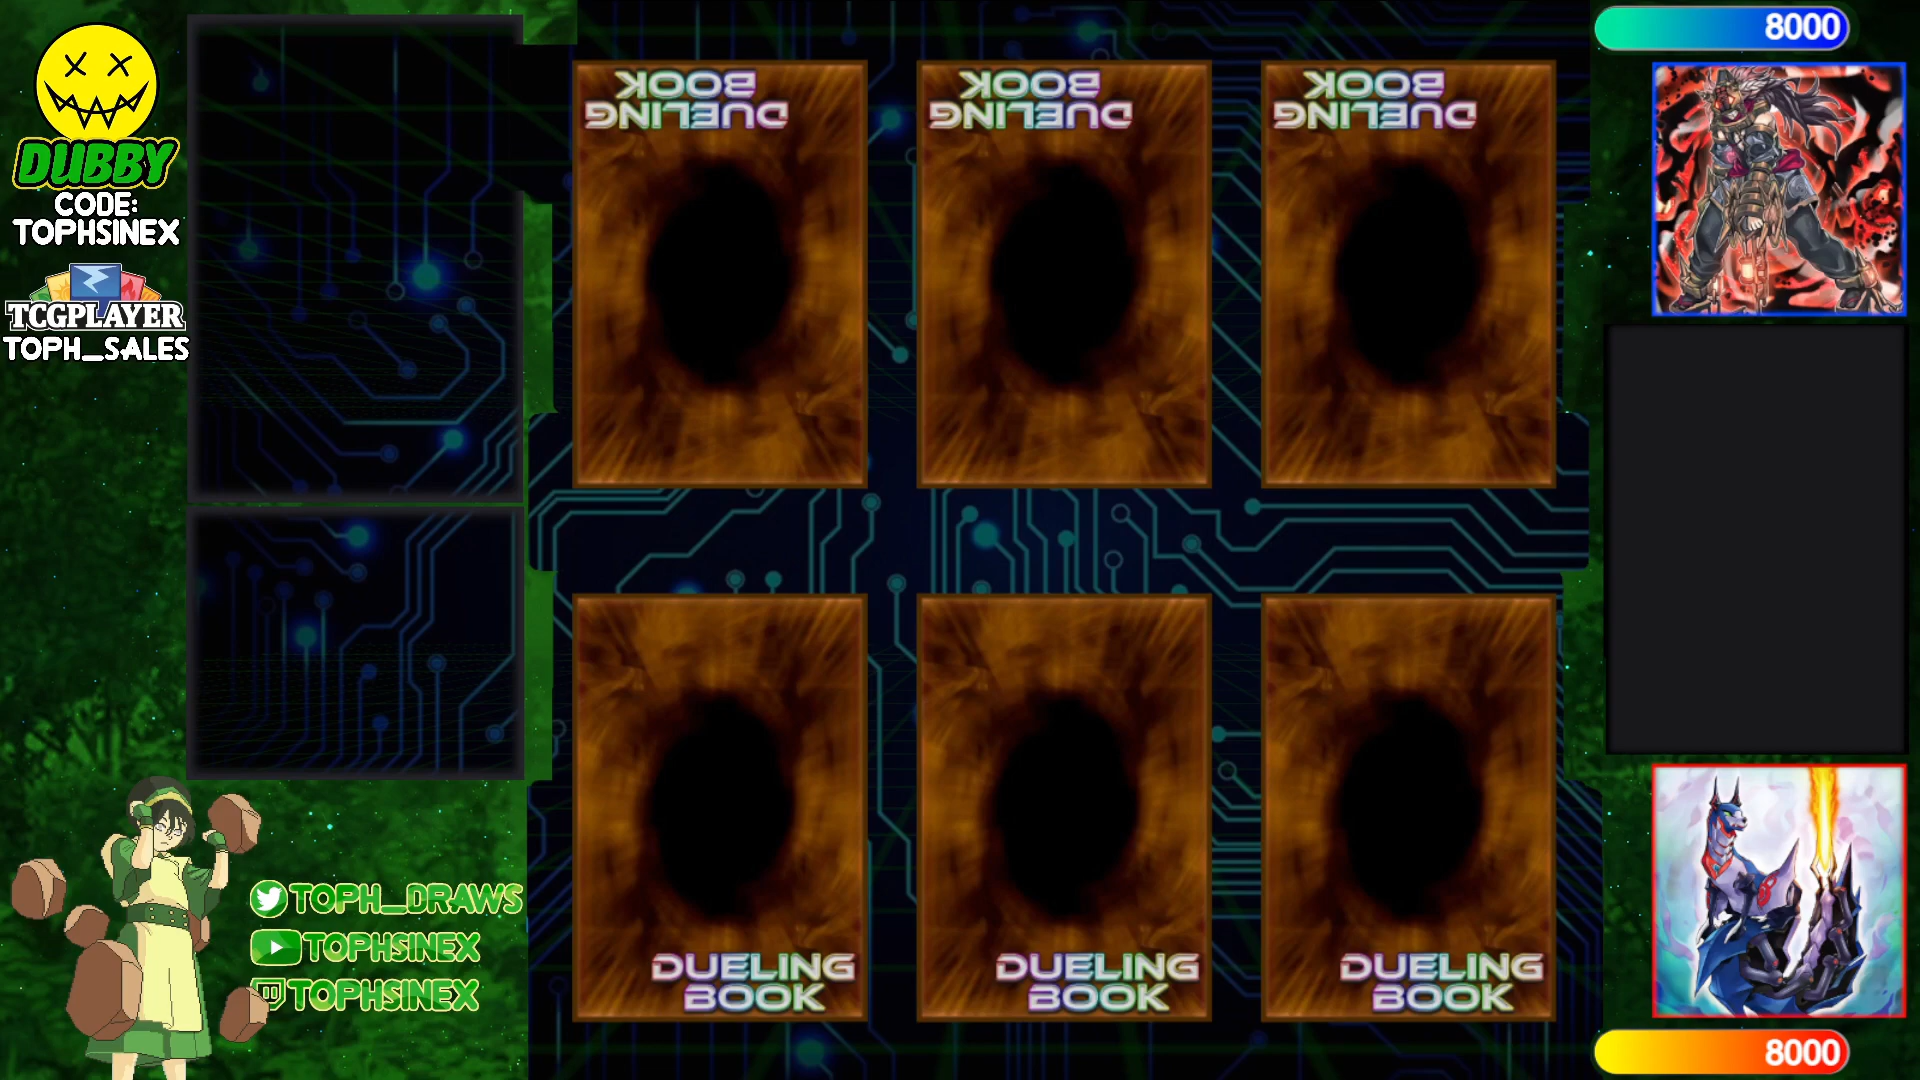 DUBBY
CODE:
TOPHSINEX
TCGPLAYER
TOPH_SALES
DUELING
BOOK
DUELING
BOOK
DUELING
BOOK
8000
DUELING
BOOK
DUELING
BOOK
DUELING
BOOK
TOPH_DRAWS
TOPHSINEX
TOPHSINEX
8000